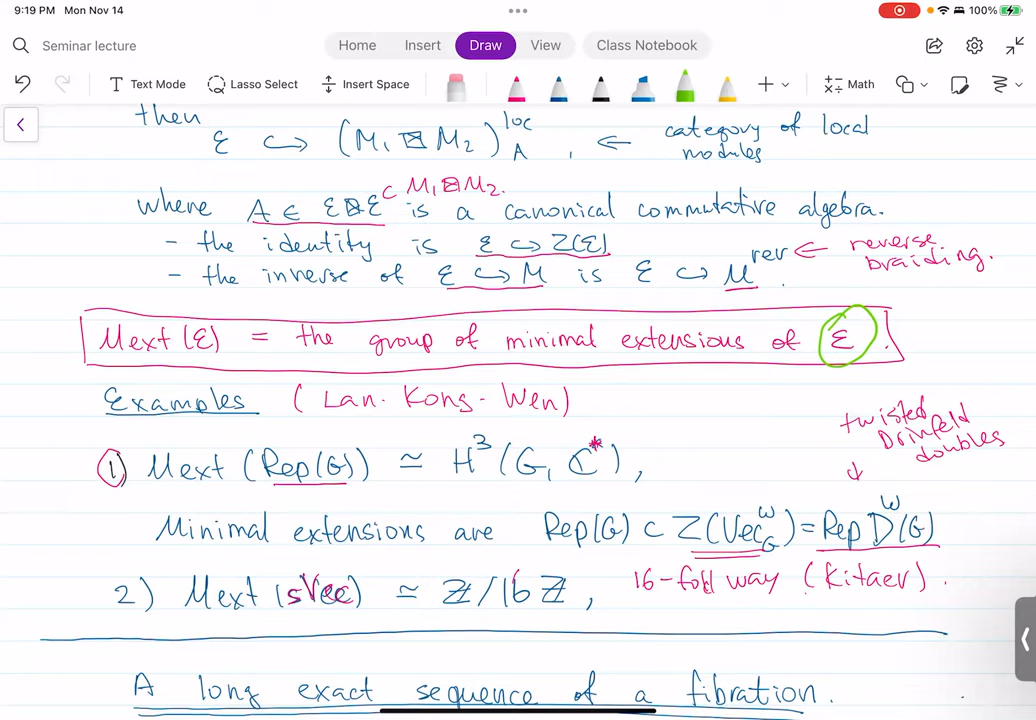 9:19 PM Mon Nov 14
100%
Seminar lecture
Home Insert Draw View Class Notebook
Text Mode Lasso Select Insert Space Math
then
ℰ ↪ (M₁ ⊠ M₂)ᴬˡᵒᶜ , ← category of local
modules
where A ∈ ℰ⊠ℰ ⊂ M₁⊠M₂. is a canonical commutative algebra.
- the identity is ℰ ↪ Z(ℰ)
- the inverse of ℰ ↪ M is ℰ ↪ Mʳᵉᵛ . ← reverse
braiding.
Mext(ℰ) = the group of minimal extensions of ℰ .
Examples (Lan-Kong-Wen)
1) Mext (Rep(G)) ≃ H³(G, ℂ*),
twisted
Drinfeld
doubles
↓
Minimal extensions are Rep(G) ⊂ Z(Vec_G^ω) = Rep D^ω(G)
2) Mext (sVec) ≃ ℤ/16ℤ, 16-fold way (Kitaev).
A long exact sequence of a fibration.